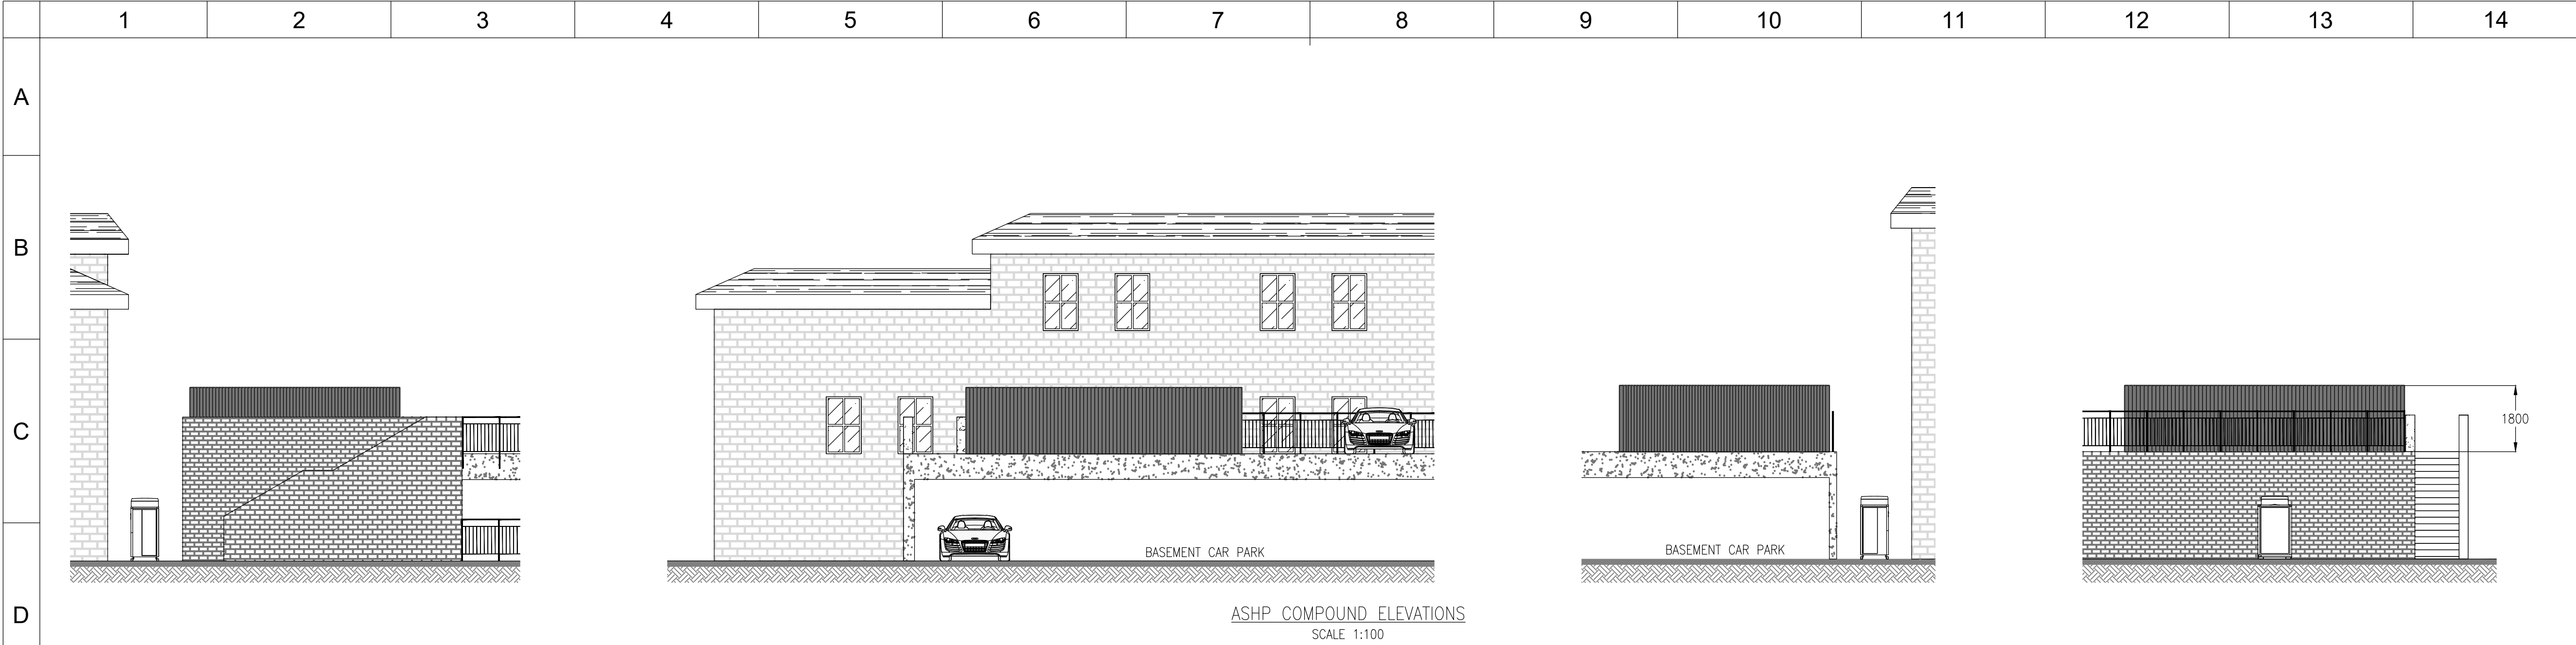 1 2 3 4 5 6 7 8 9 10 11 12 13 14
A
B
C
D
1800
BASEMENT CAR PARK
BASEMENT CAR PARK
ASHP COMPOUND ELEVATIONS
SCALE 1:100